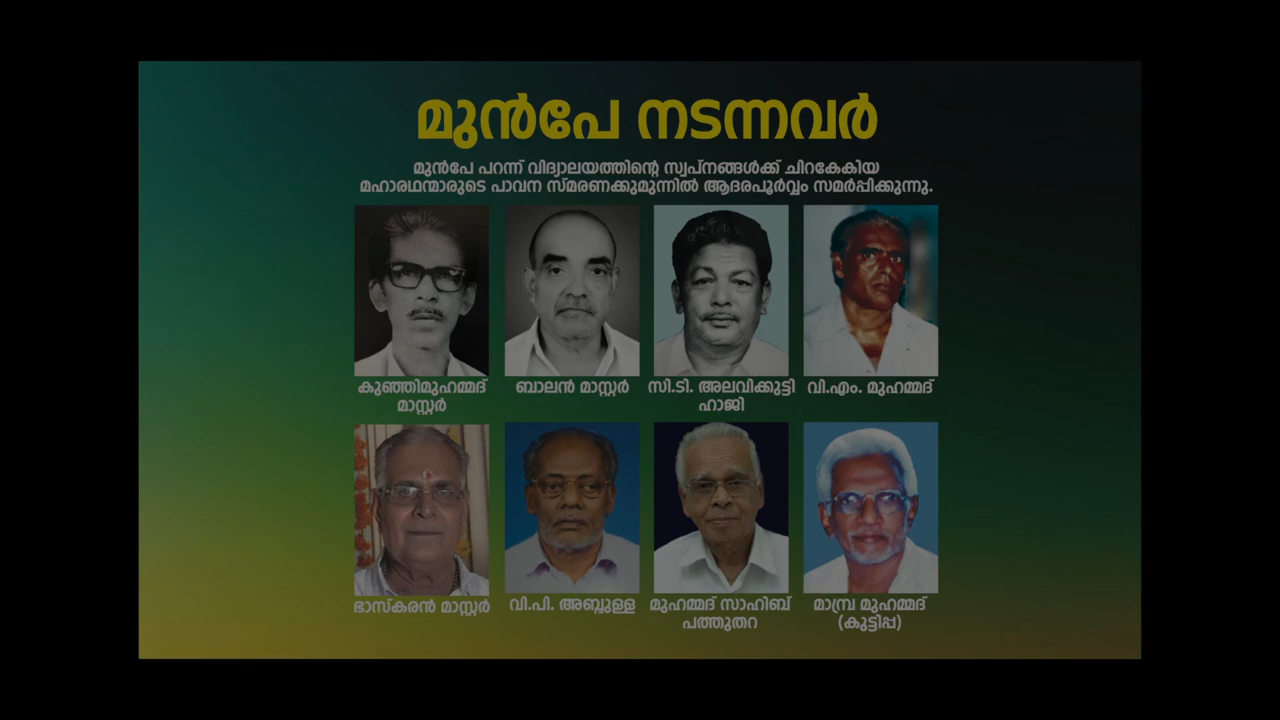 മുൻപേ നടന്നവർ
മുൻപേ പറന്ന് വിദ്യാലയത്തിന്റെ സ്വപ്നങ്ങൾക്ക് ചിറകേകിയ
മഹാരഥന്മാരുടെ പാവന സ്മരണക്കുമുന്നിൽ ആദരപൂർവ്വം സമർപ്പിക്കുന്നു.
കുഞ്ഞിമുഹമ്മദ്
മാസ്റ്റർ
ബാലൻ മാസ്റ്റർ
സി.ടി. അലവിക്കുട്ടി
ഹാജി
വി.എം. മുഹമ്മദ്
ഭാസ്കരൻ മാസ്റ്റർ
വി.പി. അബ്ദുള്ള
മുഹമ്മദ് സാഹിബ്
പത്തുതറ
മാമ്പ്ര മുഹമ്മദ്
(കുട്ടിപ്പ)